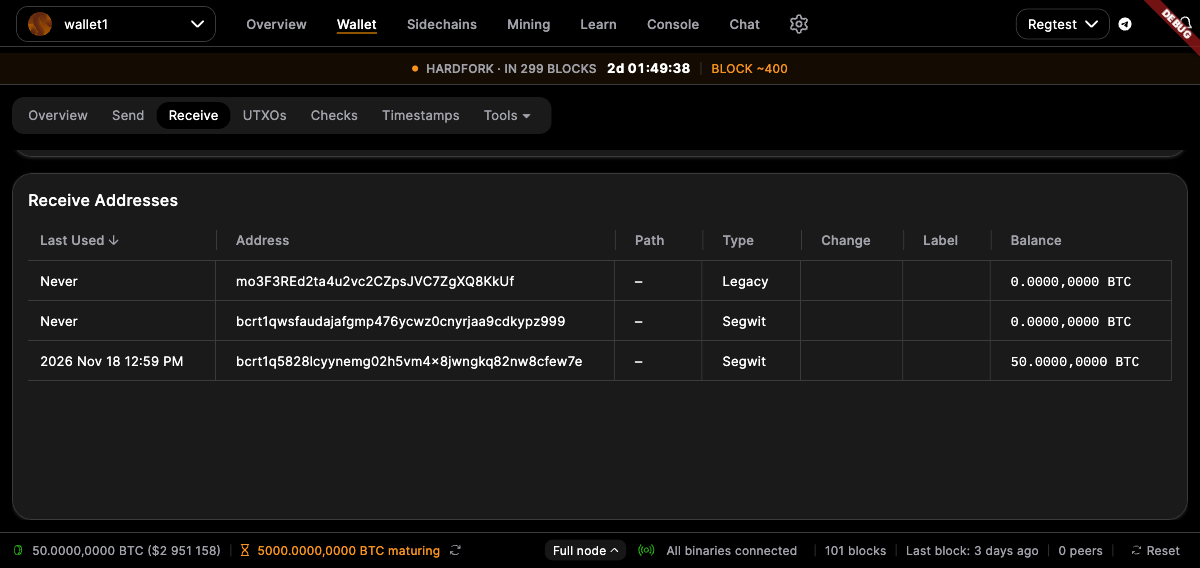 wallet1 Overview Wallet Sidechains Mining Learn Console Chat Regtest DEBUG
HARDFORK · IN 299 BLOCKS 2d 01:49:38 BLOCK ~400
Overview Send Receive UTXOs Checks Timestamps Tools
Receive Addresses
Last Used ↓ Address Path Type Change Label Balance
Never mo3F3REd2ta4u2vc2CZpsJVC7ZgXQ8KkUf – Legacy 0.0000,0000 BTC
Never bcrt1qwsfaudajafgmp476ycwz0cnyrjaa9cdkypz999 – Segwit 0.0000,0000 BTC
2026 Nov 18 12:59 PM bcrt1q5828lcyynemg02h5vm4x8jwngkq82nw8cfew7e – Segwit 50.0000,0000 BTC
50.0000,0000 BTC ($2 951 158) 5000.0000,0000 BTC maturing Full node All binaries connected 101 blocks Last block: 3 days ago 0 peers Reset